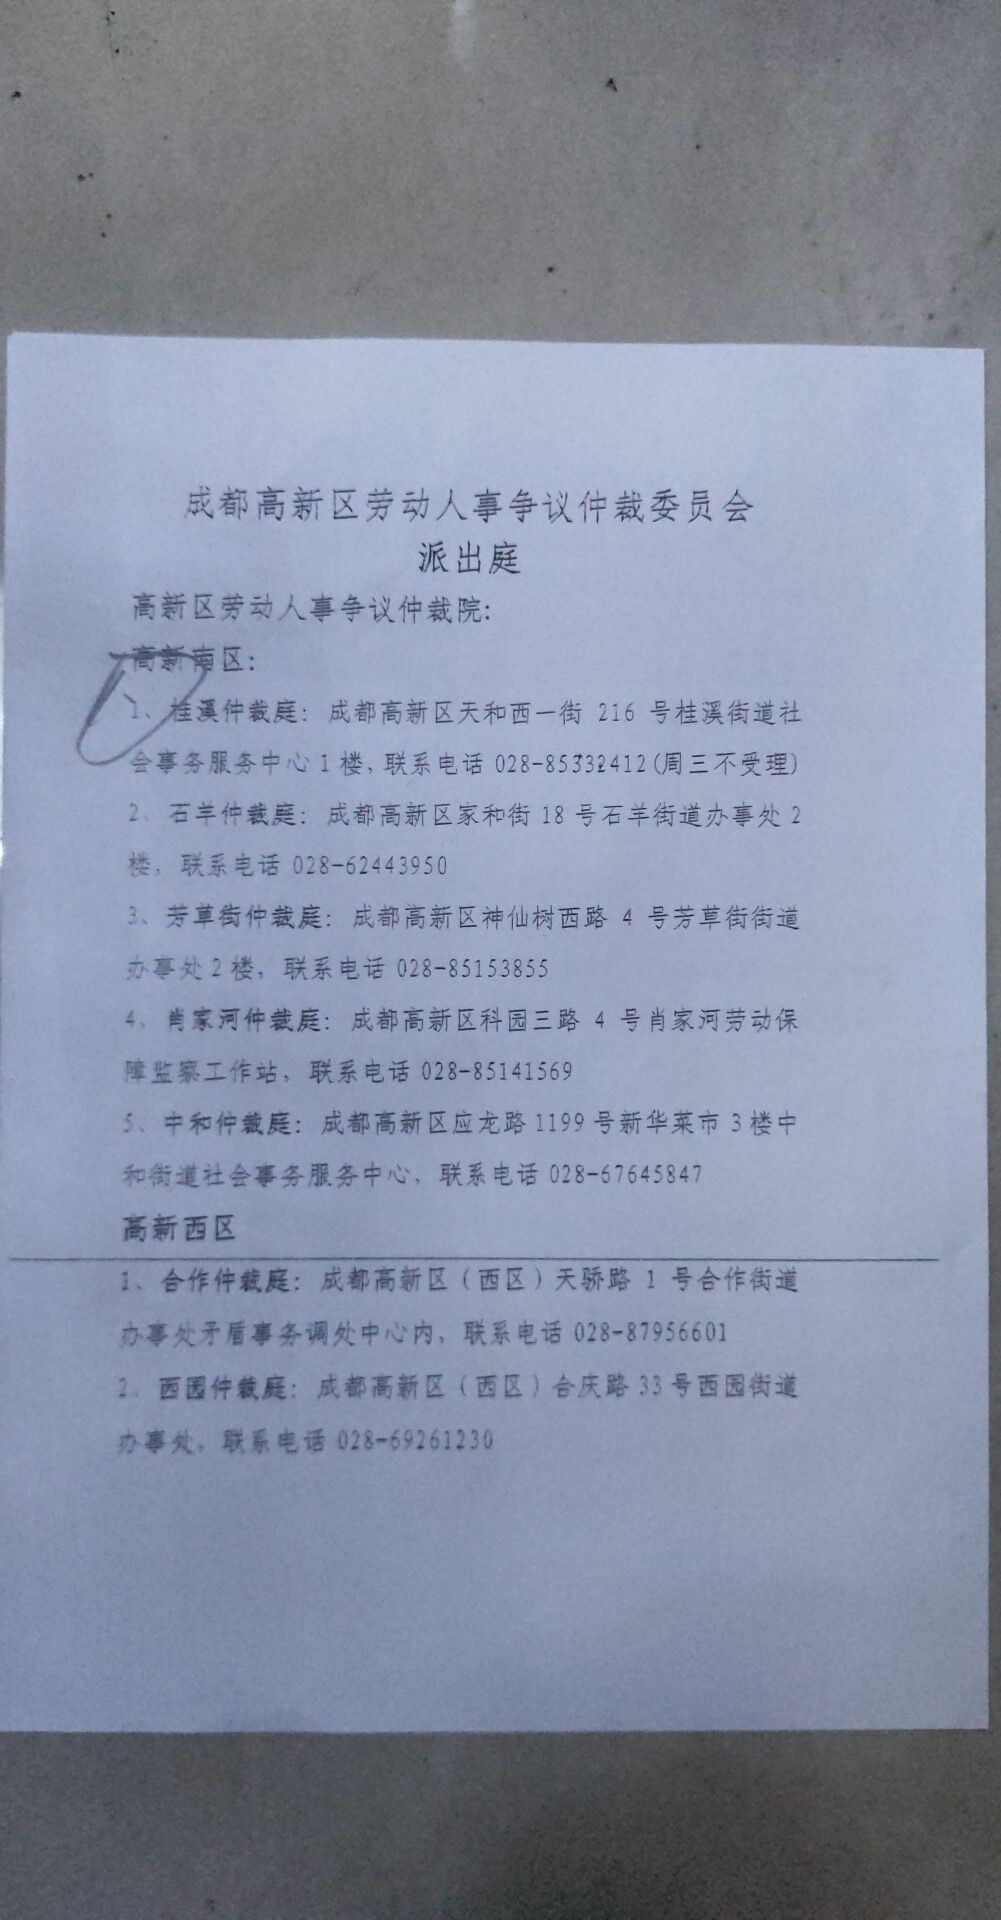 成都高新区劳动人事争议仲裁委员会
派出庭
高新区劳动人事争议仲裁院：
高新南区：
1、桂溪仲裁庭：成都高新区天和西一街 216 号桂溪街道社
会事务服务中心1楼，联系电话 028-85332412(周三不受理)
2、石羊仲裁庭：成都高新区家和街 18 号石羊街道办事处 2
楼，联系电话 028-62443950
3、芳草街仲裁庭：成都高新区神仙树西路 4 号芳草街街道
办事处2楼，联系电话 028-85153855
4、肖家河仲裁庭：成都高新区科园三路 4 号肖家河劳动保
障监察工作站，联系电话 028-85141569
5、中和仲裁庭：成都高新区应龙路1199号新华菜市3楼中
和街道社会事务服务中心，联系电话 028-67645847
高新西区
1、合作仲裁庭：成都高新区（西区）天骄路 1 号合作街道
办事处矛盾事务调处中心内，联系电话 028-87956601
2、西园仲裁庭：成都高新区（西区）合庆路33号西园街道
办事处，联系电话 028-69261230